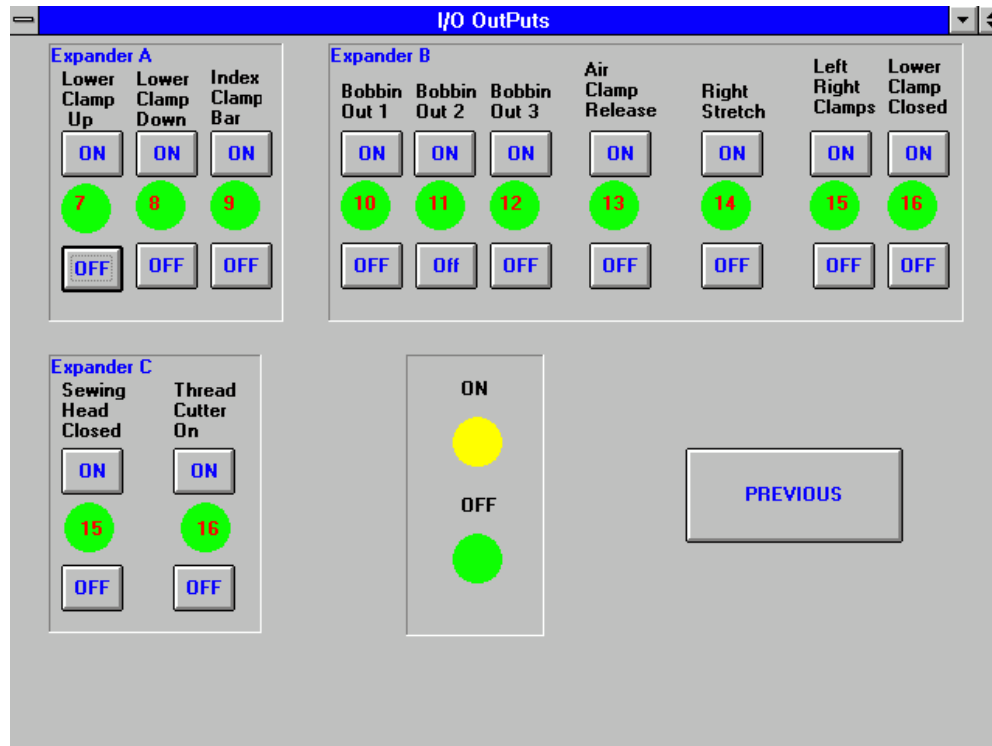 I/O OutPuts
Expander A
Lower
Clamp
Up
Lower
Clamp
Down
Index
Clamp
Bar
ON
ON
ON
7
8
9
OFF
OFF
OFF
Expander B
Bobbin
Out 1
Bobbin
Out 2
Bobbin
Out 3
Air
Clamp
Release
Right
Stretch
Left
Right
Clamps
Lower
Clamp
Closed
ON
ON
ON
ON
ON
ON
ON
10
11
12
13
14
15
16
OFF
Off
OFF
OFF
OFF
OFF
OFF
Expander C
Sewing
Head
Closed
Thread
Cutter
On
ON
ON
15
16
OFF
OFF
ON
OFF
PREVIOUS